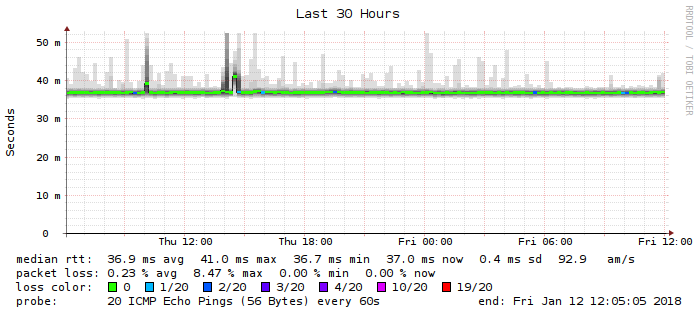 Last 30 Hours
RRDTOOL / TOBI OETIKER
Seconds
50 m
40 m
30 m
20 m
10 m
0
Thu 12:00 Thu 18:00 Fri 00:00 Fri 06:00 Fri 12:00
median rtt: 36.9 ms avg 41.0 ms max 36.7 ms min 37.0 ms now 0.4 ms sd 92.9 am/s
packet loss: 0.23 % avg 8.47 % max 0.00 % min 0.00 % now
loss color: 0 1/20 2/20 3/20 4/20 10/20 19/20
probe: 20 ICMP Echo Pings (56 Bytes) every 60s end: Fri Jan 12 12:05:05 2018